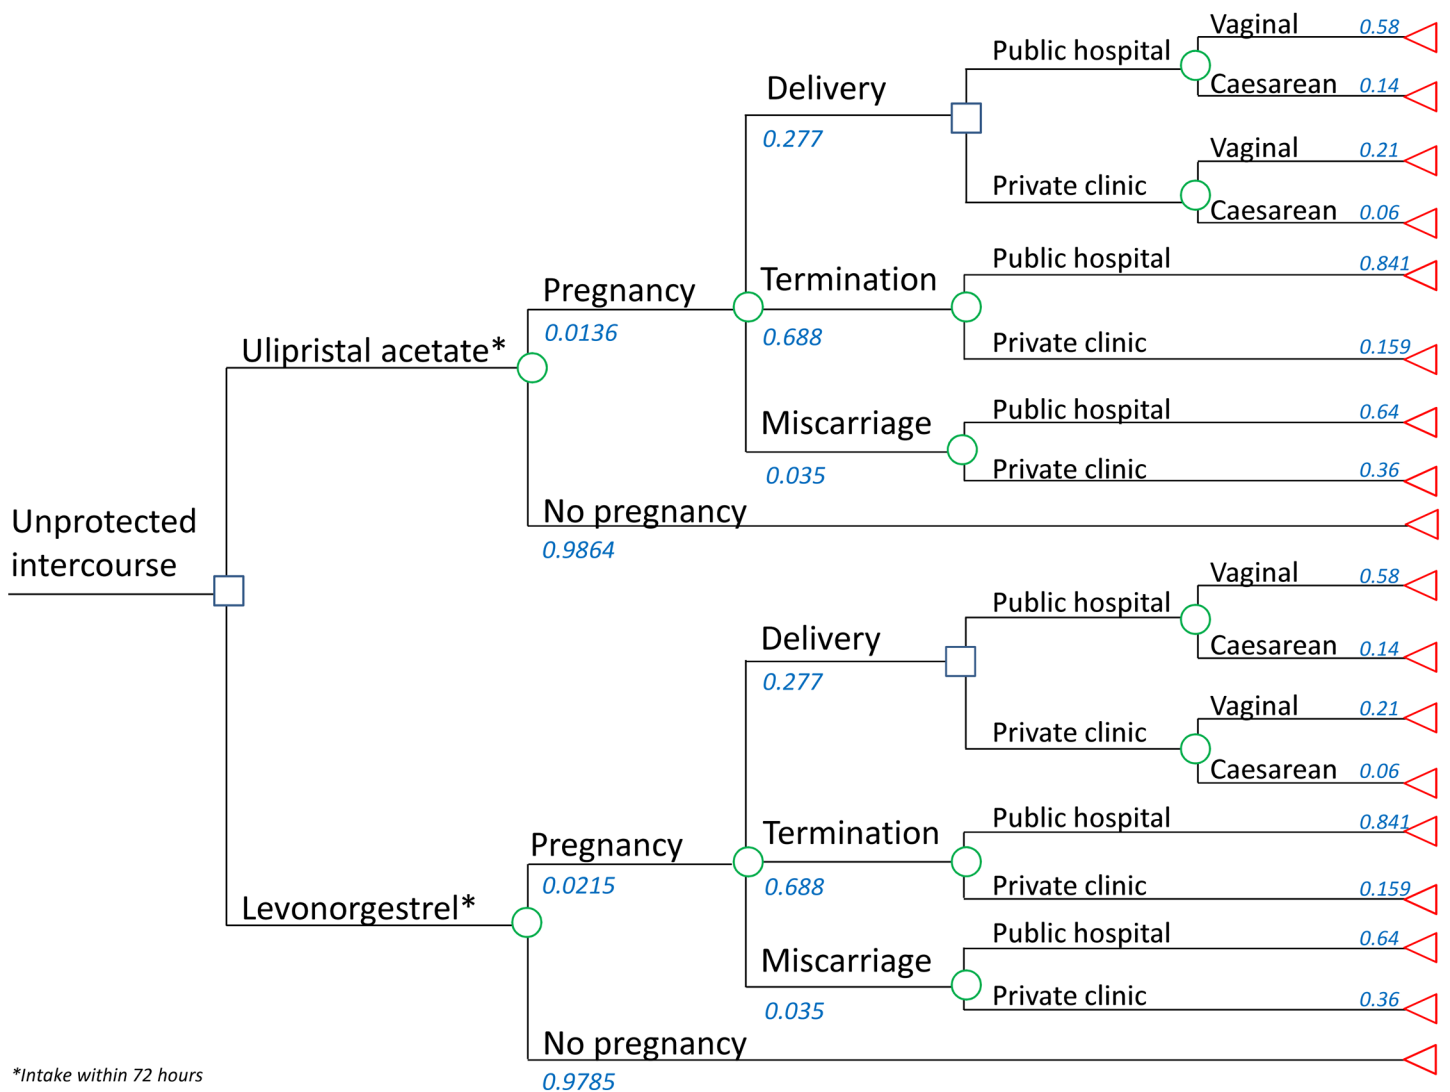 Vaginal 0.58
Public hospital
Caesarean 0.14
Delivery
0.277
Vaginal 0.21
Private clinic
Caesarean 0.06
Public hospital 0.841
Termination
Pregnancy
0.0136
0.688
Private clinic 0.159
Ulipristal acetate*
Public hospital 0.64
Miscarriage
0.035
Private clinic 0.36
No pregnancy
0.9864
Unprotected
intercourse
Vaginal 0.58
Public hospital
Caesarean 0.14
Delivery
0.277
Vaginal 0.21
Private clinic
Caesarean 0.06
Public hospital 0.841
Termination
Pregnancy
0.0215
0.688
Private clinic 0.159
Levonorgestrel*
Public hospital 0.64
Miscarriage
0.035
Private clinic 0.36
No pregnancy
0.9785
*Intake within 72 hours